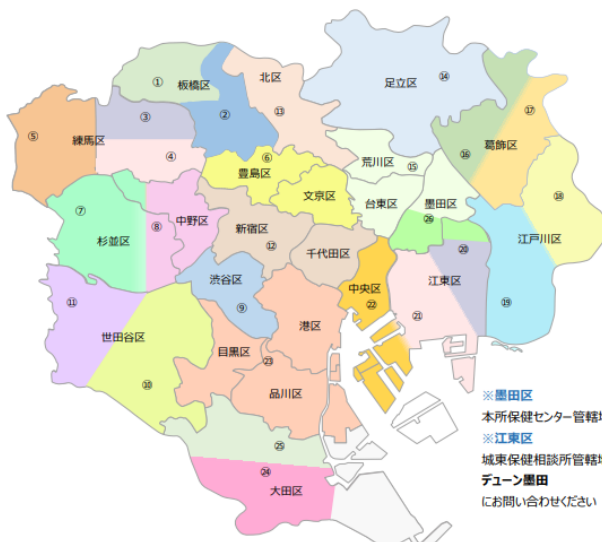 ①
板橋区
北区
足立区
⑭
⑤
③
②
⑬
⑰
練馬区
④
⑥
豊島区
荒川区
⑮
⑯
葛飾区
文京区
台東区
墨田区
⑱
⑦
杉並区
⑧
中野区
新宿区
⑫
千代田区
㉖
⑳
江戸川区
渋谷区
⑨
中央区
㉒
江東区
⑪
世田谷区
港区
㉑
⑲
⑩
目黒区
㉓
品川区
㉕
㉔
大田区
※墨田区
本所保健センター管轄
※江東区
城東保健相談所管轄
デューン墨田
にお問い合わせください